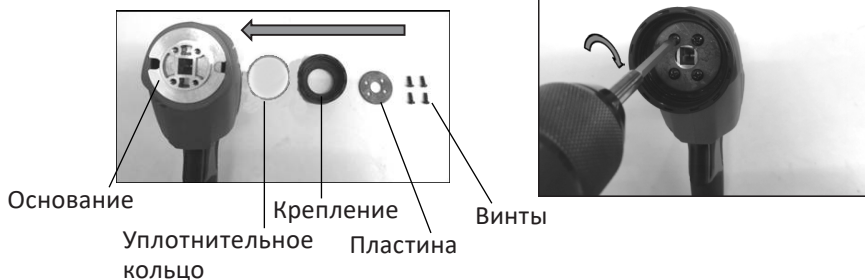 Основание
Уплотнительное
кольцо
Крепление
Пластина
Винты